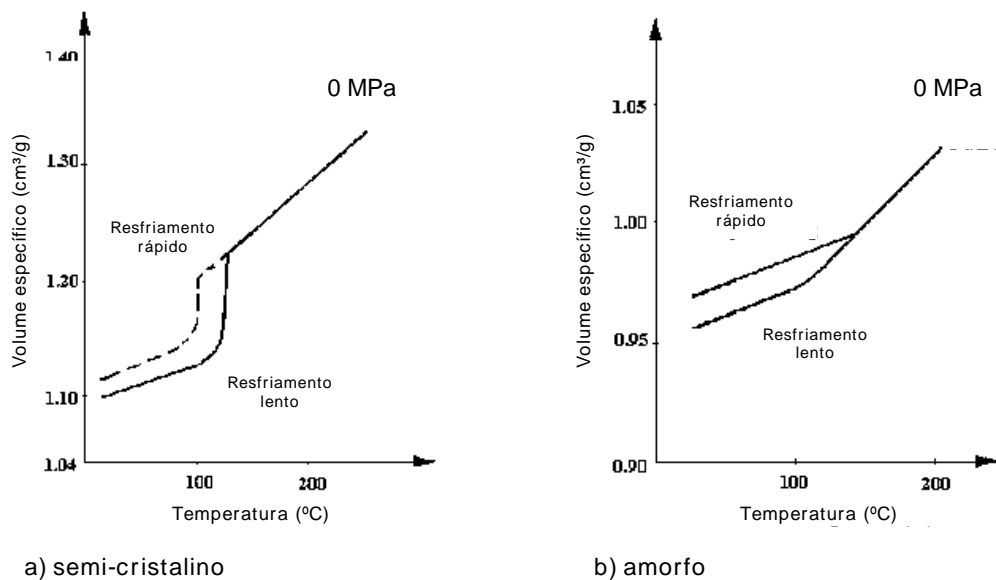 1.40
0 MPa
1.30
Volume específico (cm³/g)
Resfriamento
rápido
1.20
Resfriamento
lento
1.10
1.04
100
200
Temperatura (ºC)
a) semi-cristalino
0 MPa
1.05
Volume específico (cm³/g)
Resfriamento
rápido
1.00
Resfriamento
lento
0.95
0.90
100
200
Temperatura (ºC)
b) amorfo